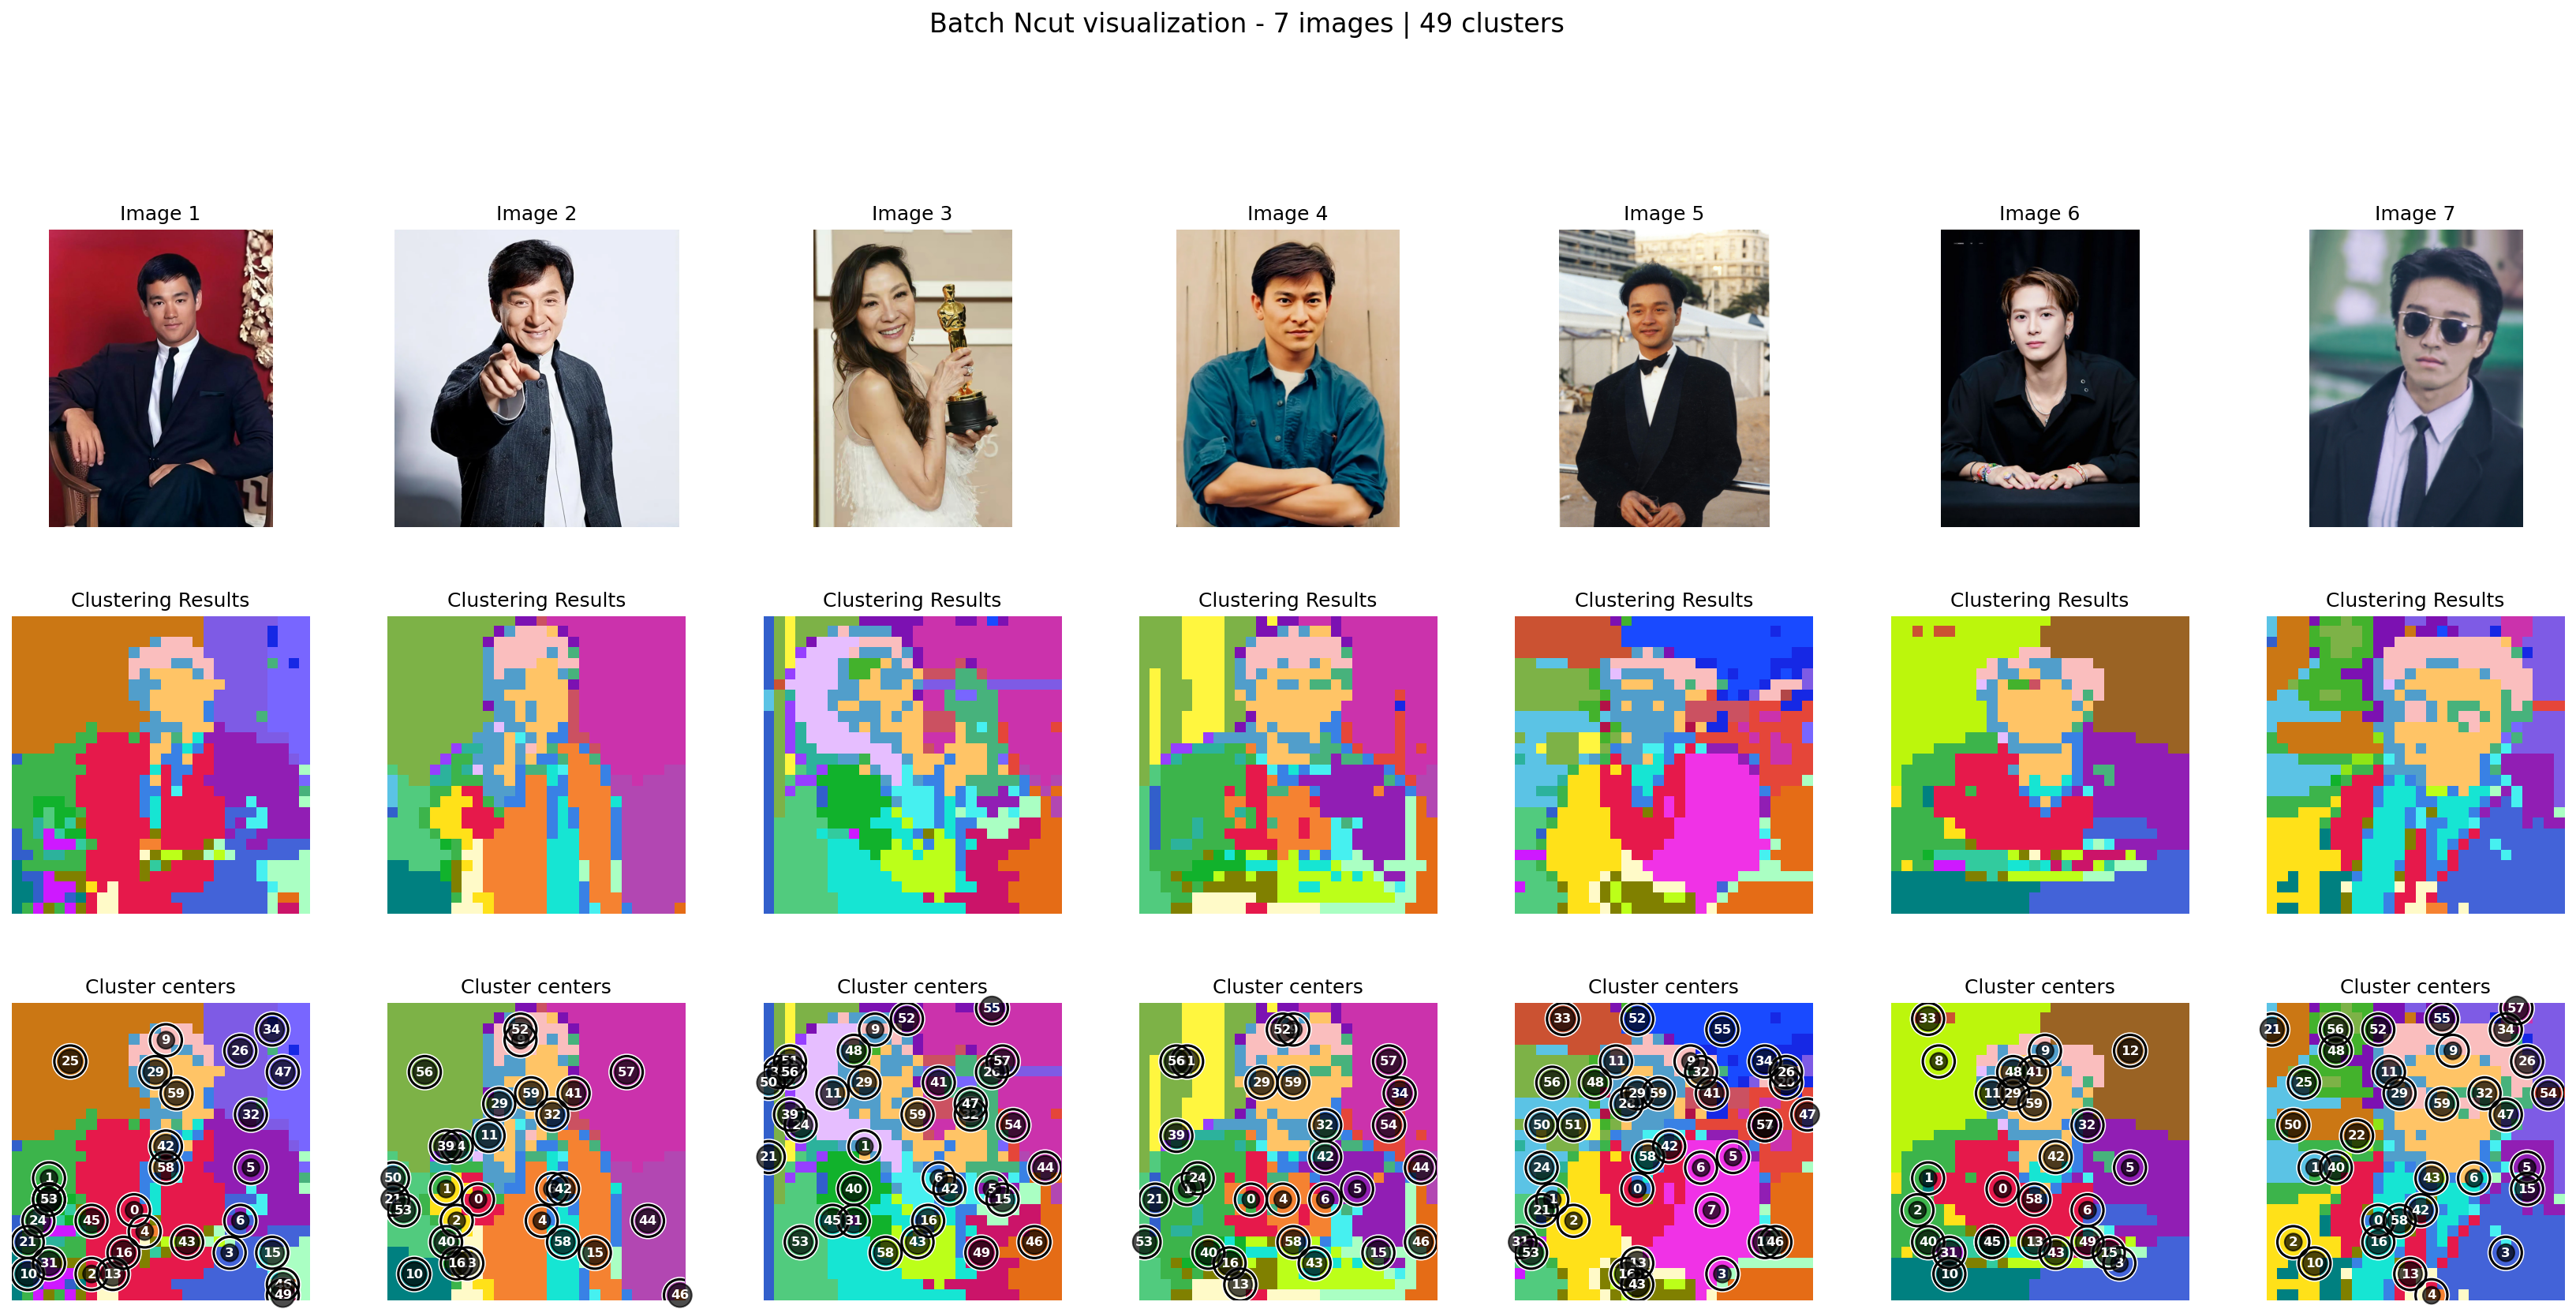 Batch Ncut visualization - 7 images | 49 clusters
Image 1
Image 2
Image 3
Image 4
Image 5
Image 6
Image 7
Clustering Results
Clustering Results
Clustering Results
Clustering Results
Clustering Results
Clustering Results
Clustering Results
Cluster centers
Cluster centers
Cluster centers
Cluster centers
Cluster centers
Cluster centers
Cluster centers
9 34 26 25 29 47 59 32 42 58 5 1 53 0 24 45 6 4 21 43 16 3 15 31 10 2 13 49
52 56 57 59 41 29 32 11 39 50 1 42 0 53 2 4 44 40 58 15 16 10 46
55 52 9 48 57 56 50 11 29 41 39 47 59 54 1 21 44 6 42 40 15 45 31 16 53 43 46 58 49
52 56 57 29 59 34 32 54 39 42 44 24 5 21 0 4 6 53 58 46 40 15 16 43 13
33 52 55 11 9 34 32 26 56 48 29 59 41 47 50 51 57 42 58 5 24 6 0 1 21 7 2 46 53 13 3 43
33 9 12 8 48 41 11 29 59 32 42 5 1 0 58 2 6 40 45 13 49 31 43 15 3 10
57 21 56 52 55 34 48 9 26 11 25 29 32 54 59 47 50 22 1 40 5 43 6 15 42 0 58 2 16 3 10 13 4